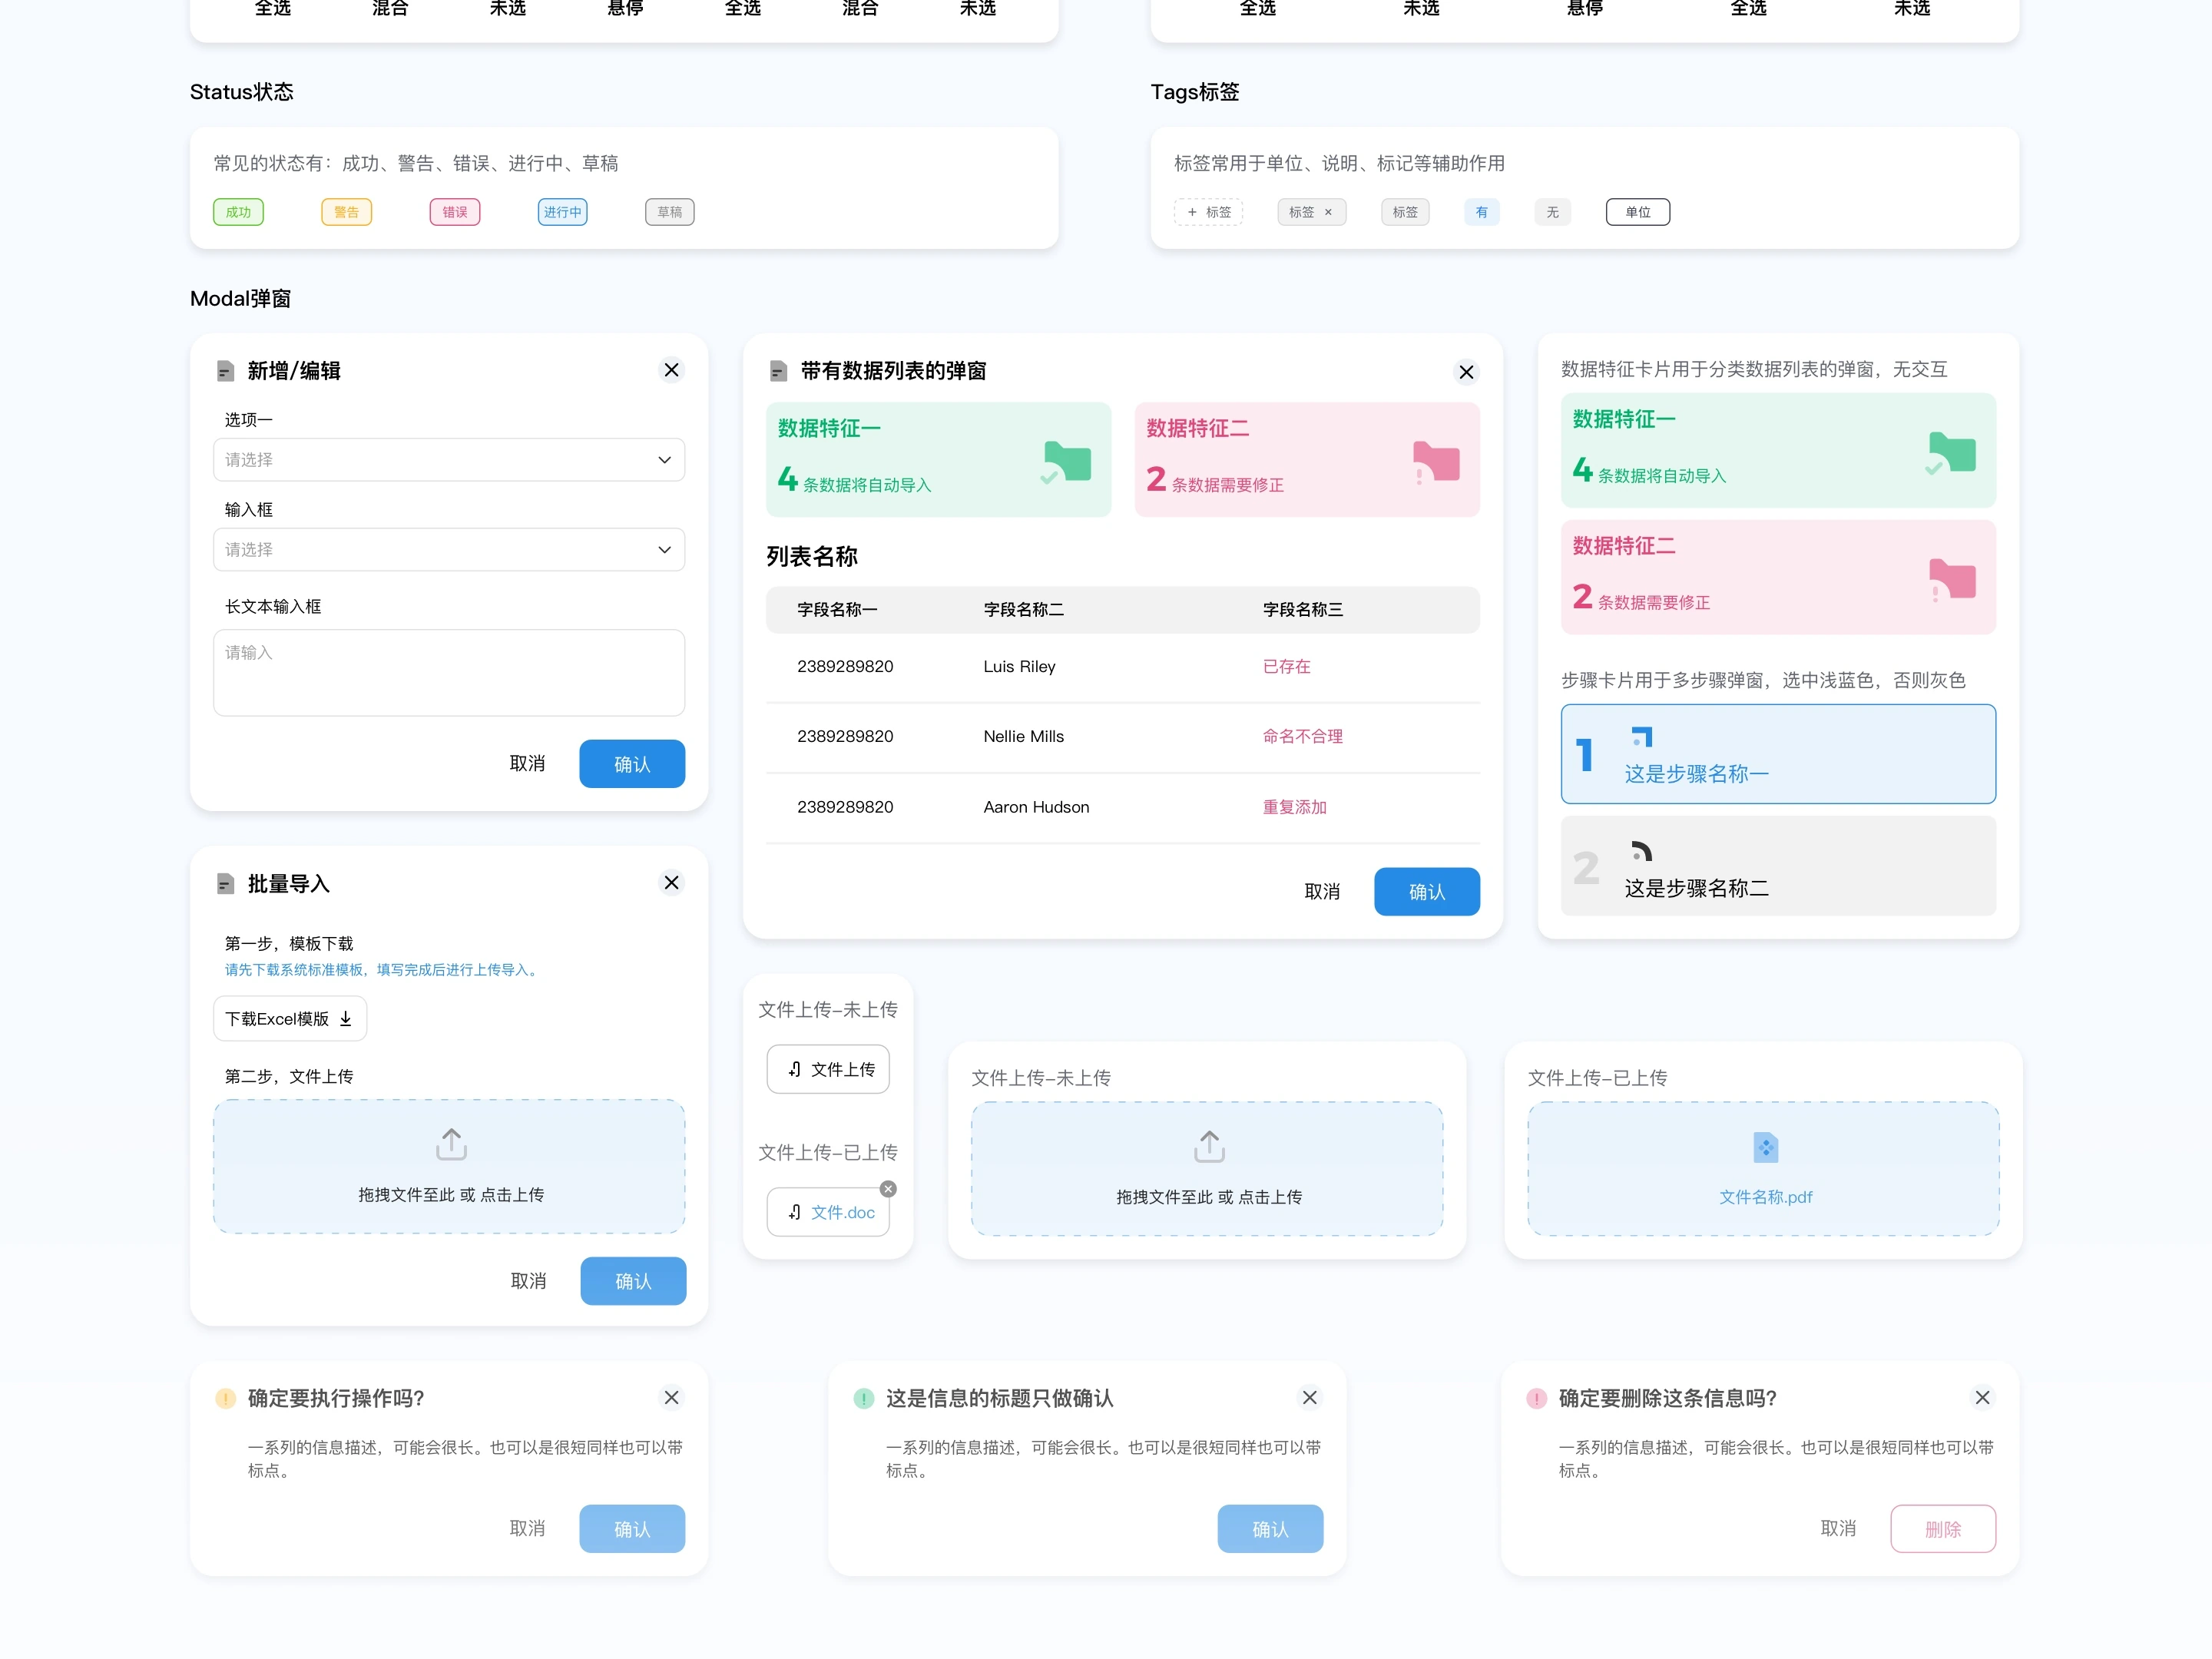 全选 混合 未选 悬停 全选 混合 未选
全选 未选 悬停 全选 未选
Status状态
常见的状态有：成功、警告、错误、进行中、草稿
成功 警告 错误 进行中 草稿
Tags标签
标签常用于单位、说明、标记等辅助作用
+ 标签 标签 × 标签 有 无 单位
Modal弹窗
新增/编辑
选项一
请选择
输入框
请选择
长文本输入框
请输入
取消 确认
带有数据列表的弹窗
数据特征一
4 条数据将自动导入
数据特征二
2 条数据需要修正
列表名称
字段名称一 字段名称二 字段名称三
2389289820 Luis Riley 已存在
2389289820 Nellie Mills 命名不合理
2389289820 Aaron Hudson 重复添加
取消 确认
数据特征卡片用于分类数据列表的弹窗，无交互
数据特征一
4 条数据将自动导入
数据特征二
2 条数据需要修正
步骤卡片用于多步骤弹窗，选中浅蓝色，否则灰色
1 这是步骤名称一
2 这是步骤名称二
批量导入
第一步，模板下载
请先下载系统标准模板，填写完成后进行上传导入。
下载Excel模版
第二步，文件上传
拖拽文件至此 或 点击上传
取消 确认
文件上传-未上传
文件上传
文件上传-已上传
文件.doc
文件上传-未上传
拖拽文件至此 或 点击上传
文件上传-已上传
文件名称.pdf
确定要执行操作吗?
一系列的信息描述，可能会很长。也可以是很短同样也可以带
标点。
取消 确认
这是信息的标题只做确认
一系列的信息描述，可能会很长。也可以是很短同样也可以带
标点。
确认
确定要删除这条信息吗?
一系列的信息描述，可能会很长。也可以是很短同样也可以带
标点。
取消 删除